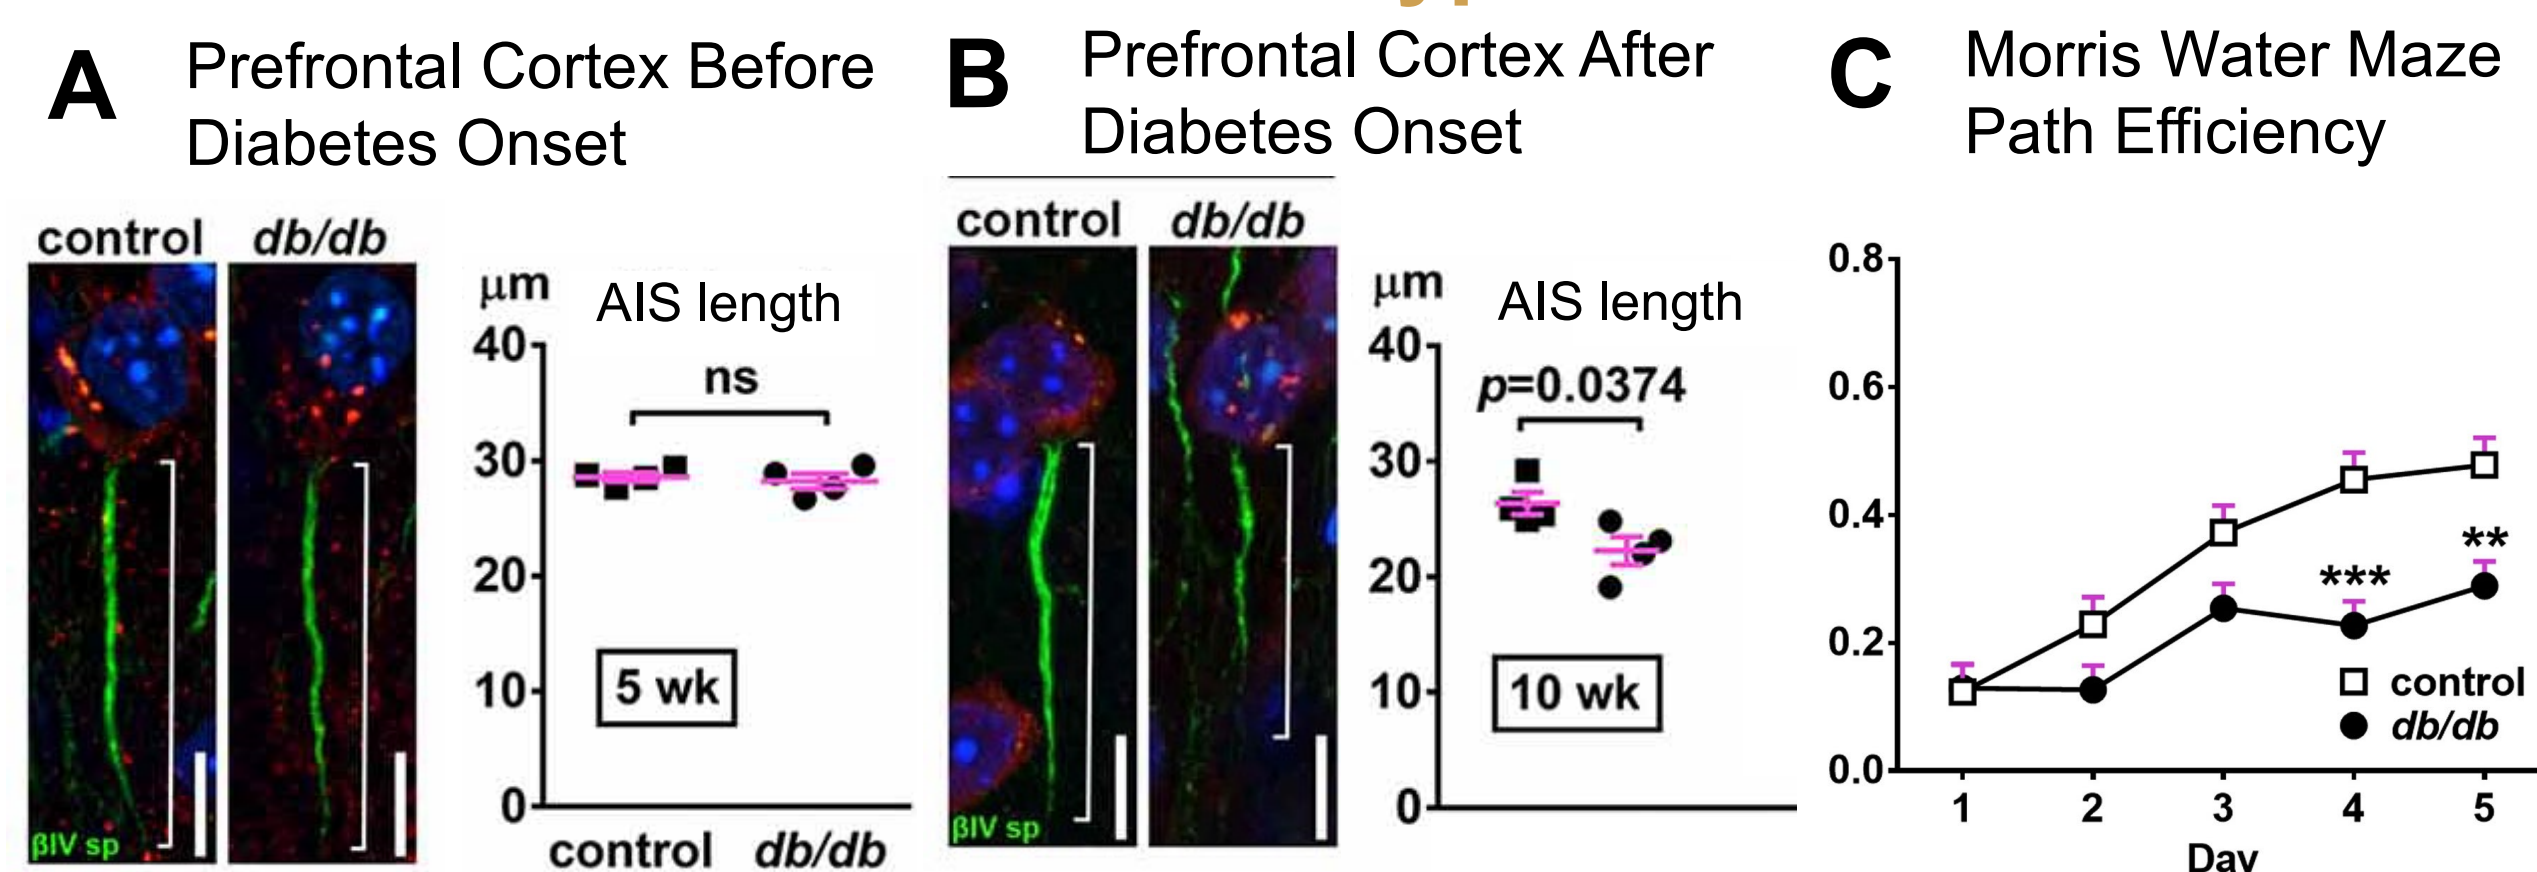 A Prefrontal Cortex Before
Diabetes Onset
control db/db
βIV sp
μm AIS length
40
ns
30
20
10
5 wk
0
control db/db
B Prefrontal Cortex After
Diabetes Onset
control db/db
βIV sp
μm AIS length
40
p=0.0374
30
20
10
10 wk
0
C Morris Water Maze
Path Efficiency
0.8
0.6
0.4
0.2
0.0
**
***
control
db/db
1 2 3 4 5
Day